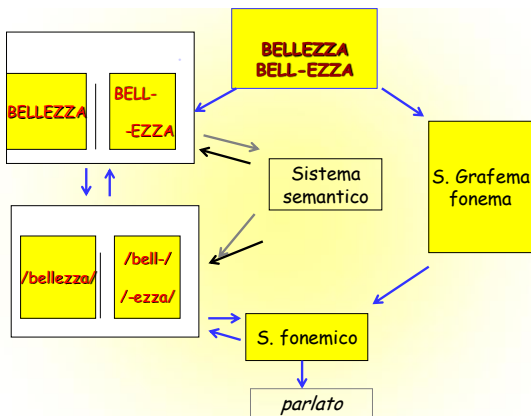 BELLEZZA
BELL-EZZA
BELLEZZA
BELL-
-EZZA
Sistema
semantico
S. Grafema
fonema
/bellezza/
/bell-/
/-ezza/
S. fonemico
parlato